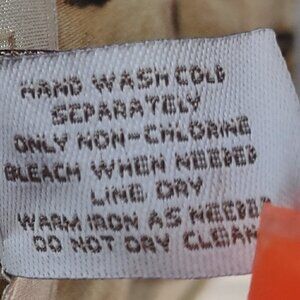 HAND WASH COLD
SEPARATELY
ONLY NON-CHLORINE
BLEACH WHEN NEEDED
LINE DRY
WARM IRON AS NEEDED
DO NOT DRY CLEAN